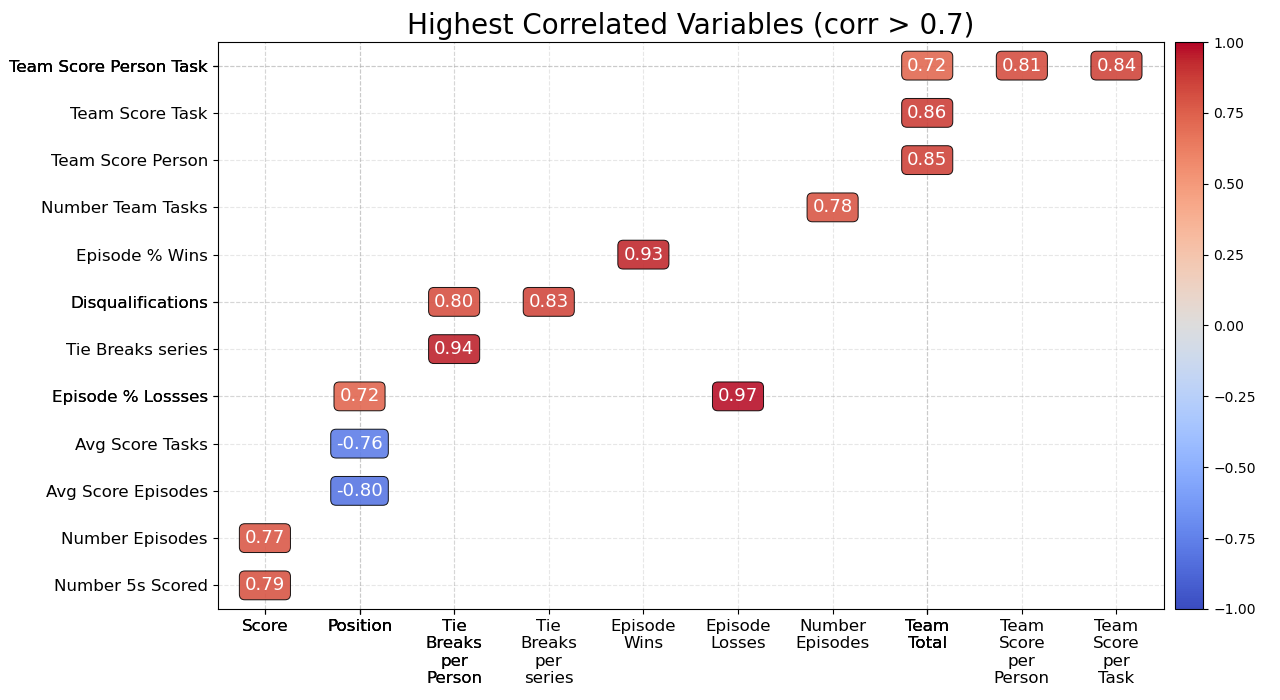 Highest Correlated Variables (corr > 0.7)
Team Score Person Task
0.72
0.81
0.84
1.00
Team Score Task
0.86
0.75
Team Score Person
0.85
0.50
Number Team Tasks
0.78
0.25
Episode % Wins
0.93
Disqualifications
0.80
0.83
0.00
Tie Breaks series
0.94
−0.25
Episode % Lossses
0.72
0.97
Avg Score Tasks
-0.76
−0.50
Avg Score Episodes
-0.80
Number Episodes
0.77
−0.75
Number 5s Scored
0.79
−1.00
Score
Position
Tie
Breaks
per
Person
Tie
Breaks
per
series
Episode
Wins
Episode
Losses
Number
Episodes
Team
Total
Team
Score
per
Person
Team
Score
per
Task